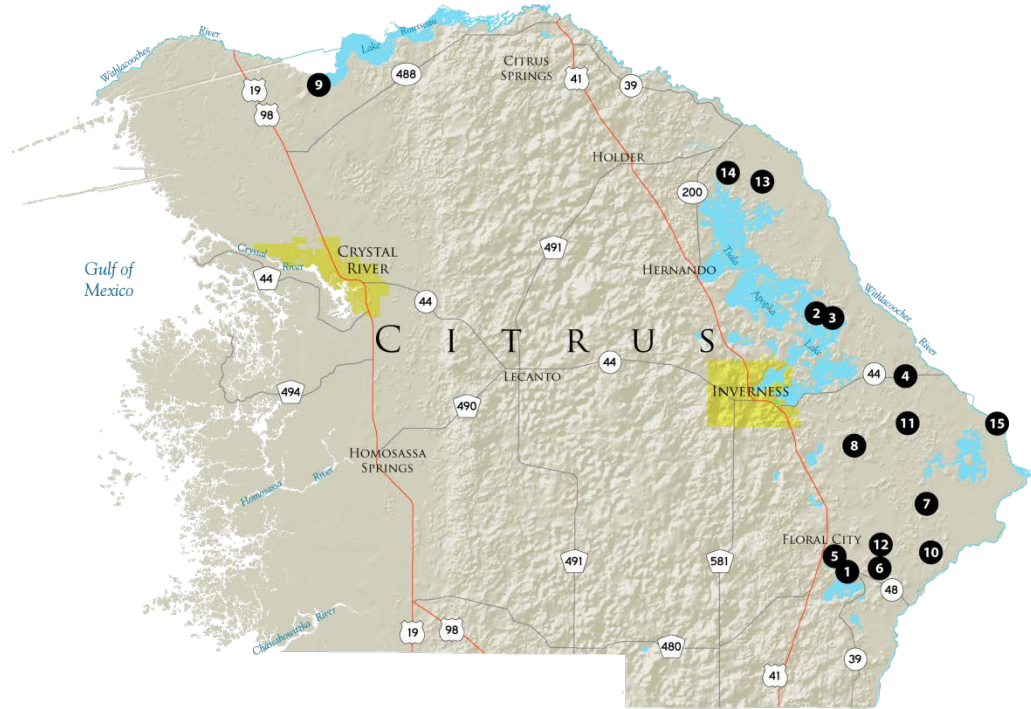 Withlacoochee
River
Lake
Rousseau
9
19
98
488
CITRUS
SPRINGS
41
39
HOLDER
14
13
200
491
Tsala
Apopka
Lake
HERNANDO
Withlacoochee
River
2
3
Gulf of
Mexico
Crystal
River
CRYSTAL
RIVER
44
44
CITRUS
44
LECANTO
INVERNESS
44
4
494
490
11
15
8
HOMOSASSA
SPRINGS
Homosassa
River
7
FLORAL CITY
12
10
5
1
6
48
491
581
Chassahowitzka
River
19
98
480
39
41